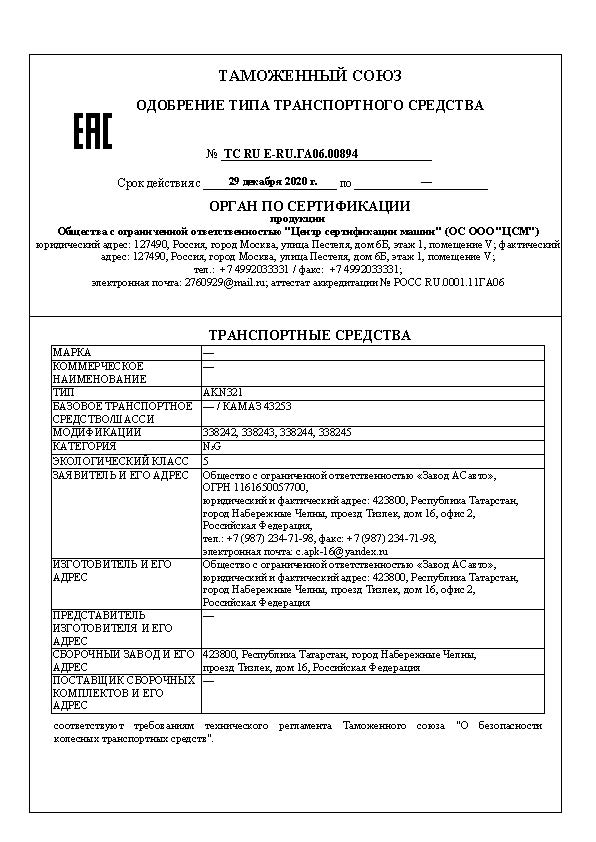 ТАМОЖЕННЫЙ СОЮЗ
ОДОБРЕНИЕ ТИПА ТРАНСПОРТНОГО СРЕДСТВА
ЕАС
№ ТС RU E-RU.ГА06.00894
Срок действия с 29 декабря 2020 г. по —
ОРГАН ПО СЕРТИФИКАЦИИ
продукции
Общества с ограниченной ответственностью "Центр сертификации машин" (ОС ООО "ЦСМ")
юридический адрес: 127490, Россия, город Москва, улица Пестеля, дом 6Б, этаж 1, помещение V; фактический
адрес: 127490, Россия, город Москва, улица Пестеля, дом 6Б, этаж 1, помещение V;
тел.: +7 4992033331 / факс: +7 4992033331;
электронная почта: 2760929@mail.ru; аттестат аккредитации № РОСС RU.0001.11ГА06
ТРАНСПОРТНЫЕ СРЕДСТВА
МАРКА —
КОММЕРЧЕСКОЕ —
НАИМЕНОВАНИЕ
ТИП AKN321
БАЗОВОЕ ТРАНСПОРТНОЕ — / КАМАЗ 43253
СРЕДСТВО/ШАССИ
МОДИФИКАЦИИ 338242, 338243, 338244, 338245
КАТЕГОРИЯ N₃G
ЭКОЛОГИЧЕСКИЙ КЛАСС 5
ЗАЯВИТЕЛЬ И ЕГО АДРЕС Общество с ограниченной ответственностью «Завод АСавто»,
ОГРН 1161650057700,
юридический и фактический адрес: 423800, Республика Татарстан,
город Набережные Челны, проезд Тизлек, дом 16, офис 2,
Российская Федерация,
тел.: +7 (987) 234-71-98, факс: +7 (987) 234-71-98,
электронная почта: c.apk-16@yandex.ru
ИЗГОТОВИТЕЛЬ И ЕГО Общество с ограниченной ответственностью «Завод АСавто»,
АДРЕС юридический и фактический адрес: 423800, Республика Татарстан,
город Набережные Челны, проезд Тизлек, дом 16, офис 2,
Российская Федерация
ПРЕДСТАВИТЕЛЬ —
ИЗГОТОВИТЕЛЯ И ЕГО
АДРЕС
СБОРОЧНЫЙ ЗАВОД И ЕГО 423800, Республика Татарстан, город Набережные Челны,
АДРЕС проезд Тизлек, дом 16, Российская Федерация
ПОСТАВЩИК СБОРОЧНЫХ —
КОМПЛЕКТОВ И ЕГО
АДРЕС
соответствуют требованиям технического регламента Таможенного союза "О безопасности
колесных транспортных средств".